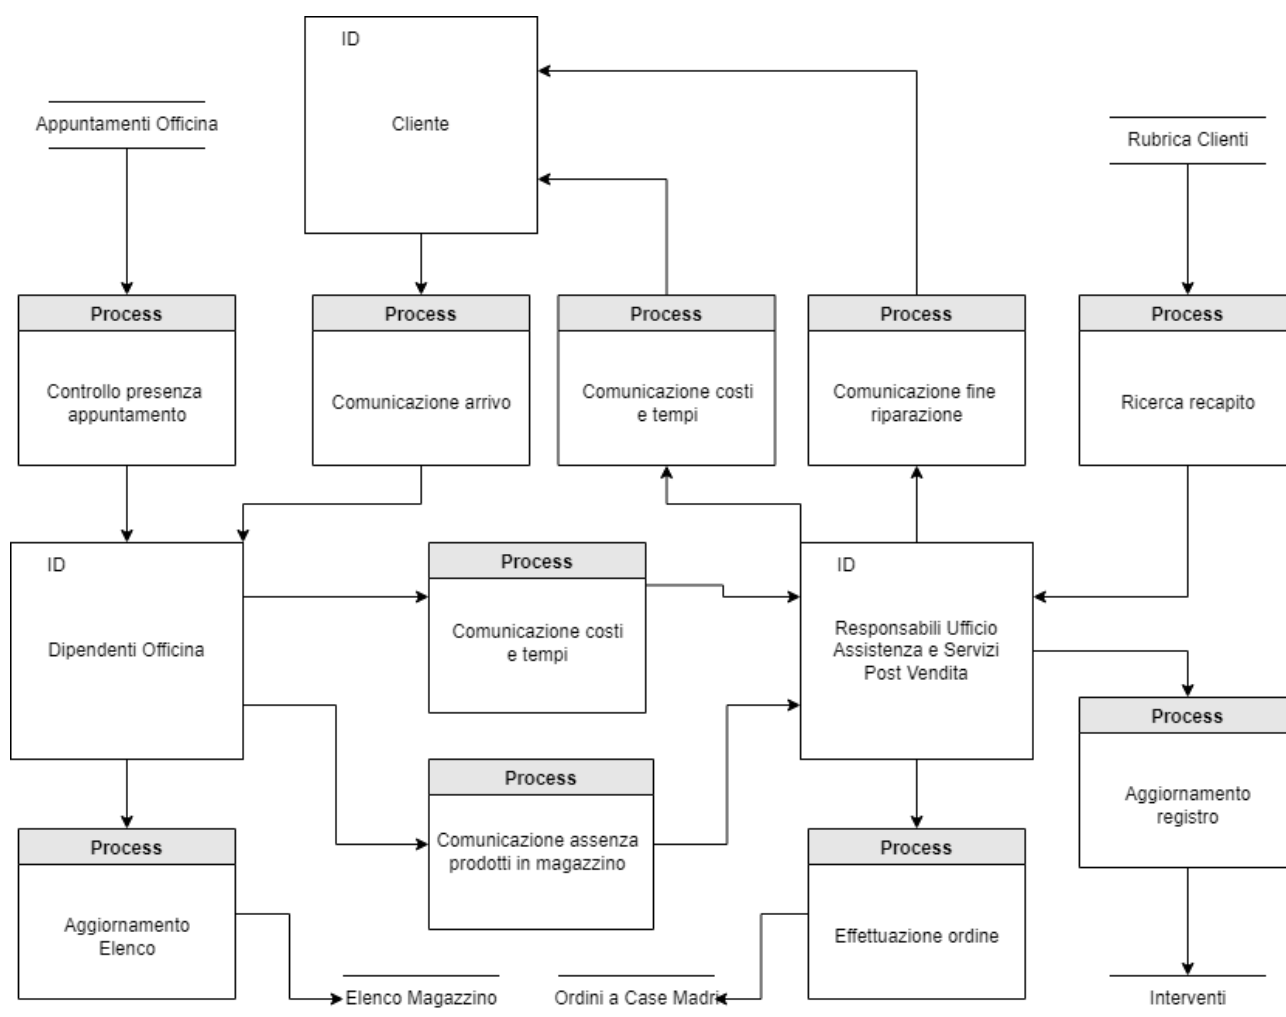 ID
Cliente
Appuntamenti Officina
Rubrica Clienti
Process
Controllo presenza
appuntamento
Process
Comunicazione arrivo
Process
Comunicazione costi
e tempi
Process
Comunicazione fine
riparazione
Process
Ricerca recapito
ID
Dipendenti Officina
Process
Comunicazione costi
e tempi
ID
Responsabili Ufficio
Assistenza e Servizi
Post Vendita
Process
Aggiornamento
registro
Process
Comunicazione assenza
prodotti in magazzino
Process
Aggiornamento
Elenco
Process
Effettuazione ordine
Elenco Magazzino
Ordini a Case Madri
Interventi